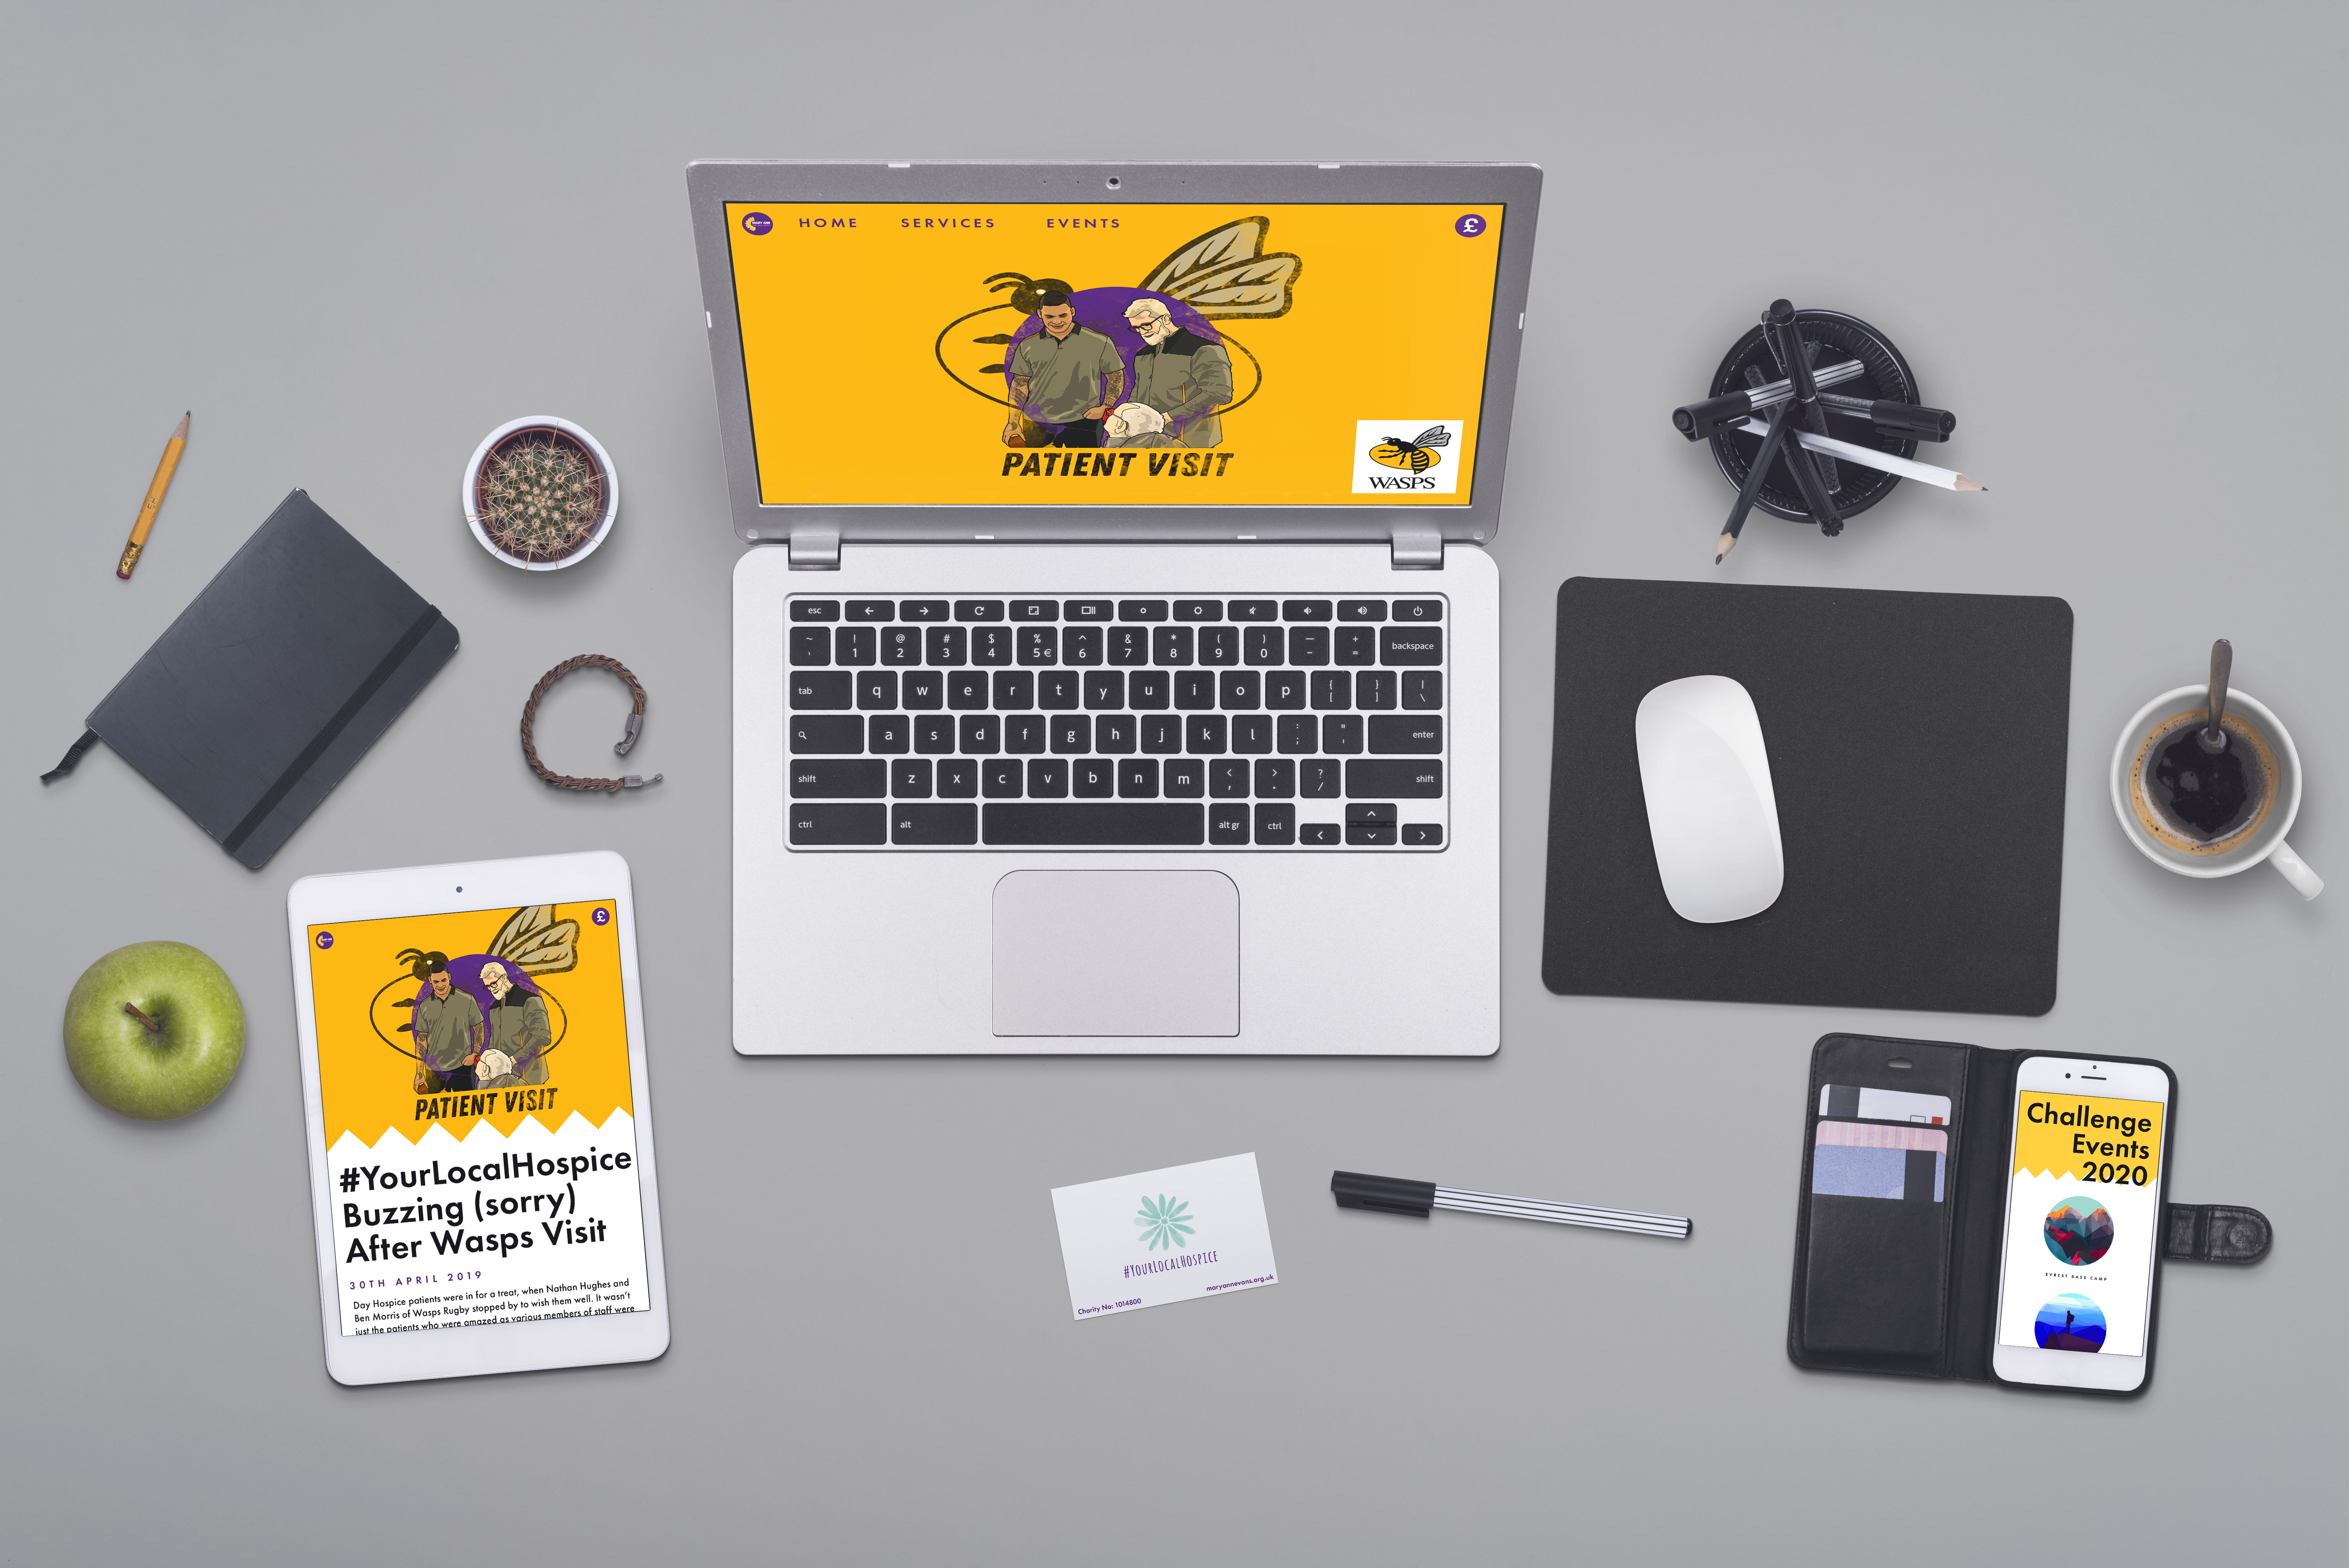 HOME SERVICES EVENTS £
PATIENT VISIT
WASPS
esc
~ ! @ # $ % ^ & * ( ) — +
` 1 2 3 4 5 € 6 7 8 9 0 - = backspace
tab q w e r t y u i o p { [ } ] | \
a s d f g h j k l : ; " ' enter
shift z x c v b n m < , > . ? / shift
ctrl alt alt gr ctrl
£
PATIENT VISIT
#YourLocalHospice
Buzzing (sorry)
After Wasps Visit
30TH APRIL 2019
Day Hospice patients were in for a treat, when Nathan Hughes and
Ben Morris of Wasps Rugby stopped by to wish them well. It wasn't
just the patients who were amazed as various members of staff were
#YOURLOCALHOSPICE
maryannevans.org.uk
Charity No: 1014800
Challenge
Events
2020
EVEREST BASE CAMP